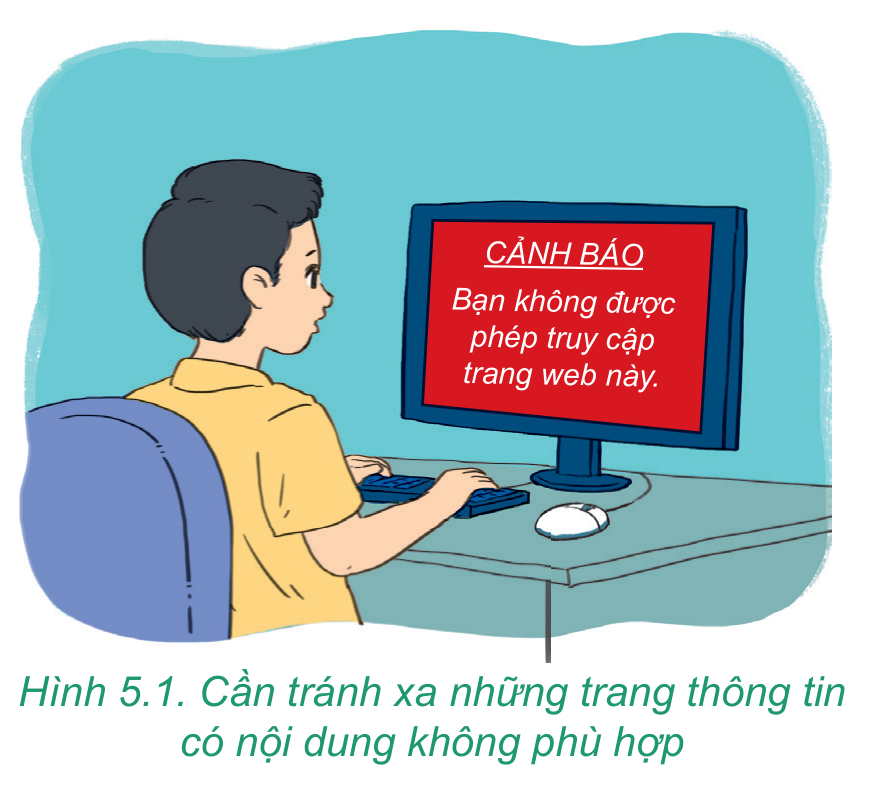 CẢNH BÁO
Bạn không được
phép truy cập
trang web này.
Hình 5.1. Cần tránh xa những trang thông tin
có nội dung không phù hợp